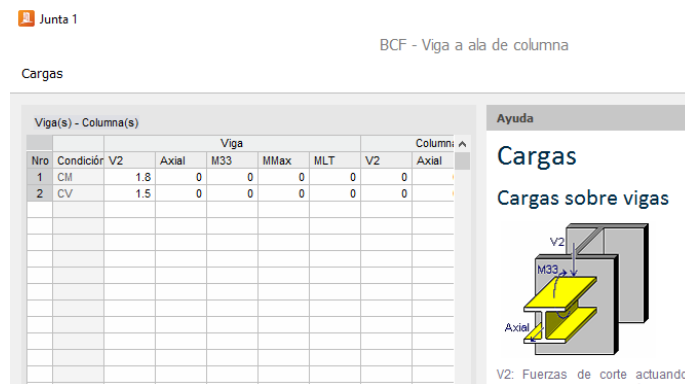 Junta 1
BCF - Viga a ala de columna
Cargas
Viga(s) - Columna(s)
Viga
Nro Condición V2 Axial M33 MMax MLT V2 Axial
1 CM 1.8 0 0 0 0 0
2 CV 1.5 0 0 0 0 0
Ayuda
Cargas
Cargas sobre vigas
V2
M33
Axial
V2: Fuerzas de corte actuando